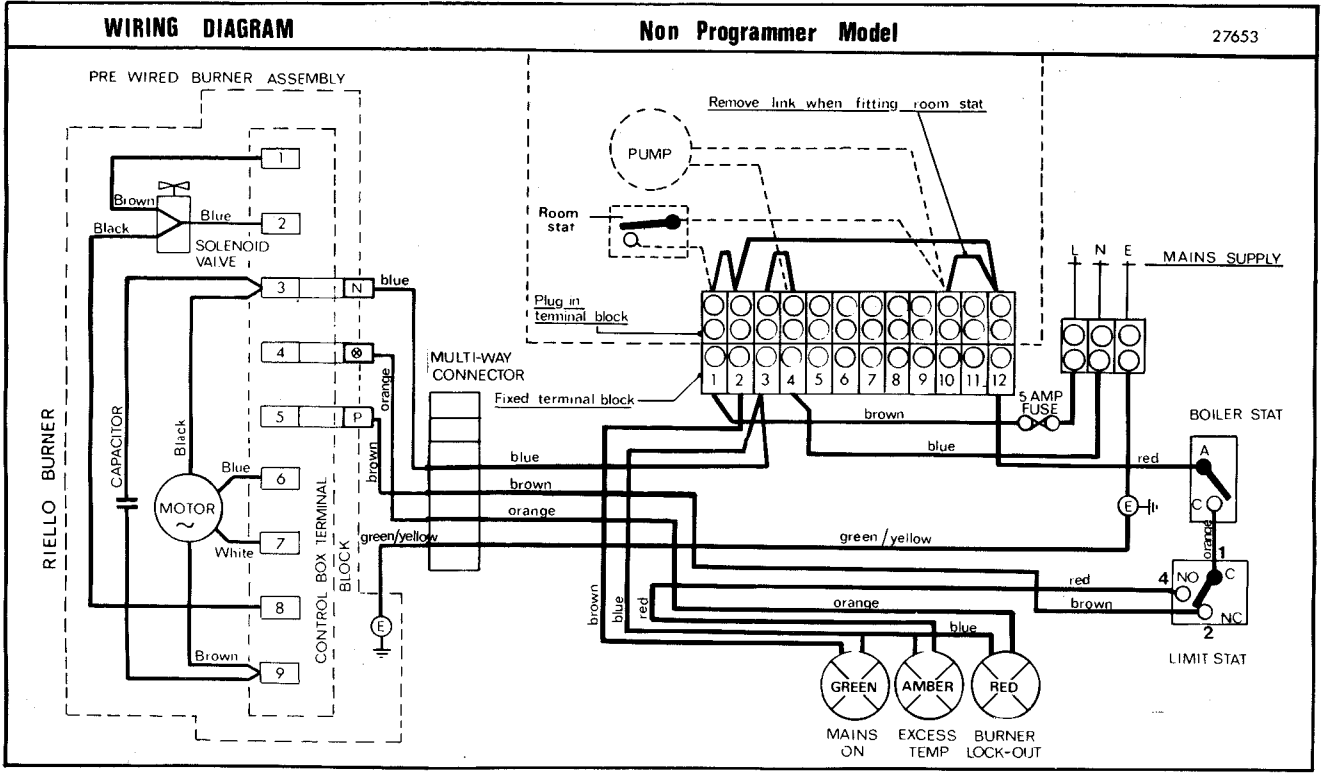 WIRING DIAGRAM
Non Programmer Model
27653
PRE WIRED BURNER ASSEMBLY
Remove link when fitting room stat
PUMP
Room
stat
L N E
MAINS SUPPLY
Plug in
terminal block
Fixed terminal block
1 2 3 4 5 6 7 8 9 10 11 12
5 AMP
FUSE
BOILER STAT
A
C
orange
1
C
4
NO
NC
2
LIMIT STAT
1
2
3
N
4
5
P
6
7
8
9
Brown
Black
Blue
SOLENOID
VALVE
blue
orange
brown
MULTI-WAY
CONNECTOR
RIELLO BURNER
CAPACITOR
Black
Blue
MOTOR
~
White
Brown
CONTROL BOX TERMINAL
BLOCK
green/yellow
E
blue
brown
orange
brown
blue
red
green / yellow
E
red
brown
orange
blue
brown
blue
red
GREEN
AMBER
RED
MAINS
ON
EXCESS
TEMP
BURNER
LOCK-OUT